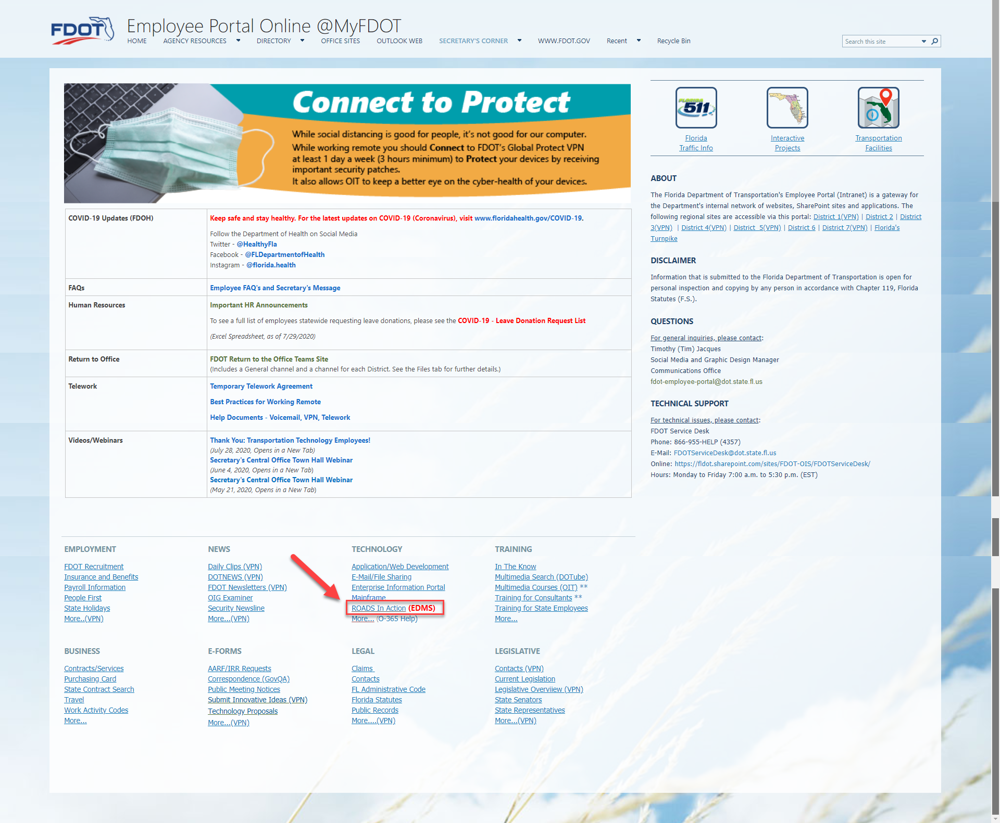 FDOT
Employee Portal Online @MyFDOT
HOME AGENCY RESOURCES DIRECTORY OFFICE SITES OUTLOOK WEB SECRETARY'S CORNER WWW.FDOT.GOV Recent Recycle Bin
Search this site
Connect to Protect
While social distancing is good for people, it's not good for our computer.
While working remote you should Connect to FDOT's Global Protect VPN
at least 1 day a week (3 hours minimum) to Protect your devices by receiving
important security patches.
It also allows OIT to keep a better eye on the cyber-health of your devices.
COVID-19 Updates (FDOH)
Keep safe and stay healthy. For the latest updates on COVID-19 (Coronavirus), visit www.floridahealth.gov/COVID-19.
Follow the Department of Health on Social Media
Twitter - @HealthyFla
Facebook - @FLDepartmentofHealth
Instagram - @florida.health
FAQs
Employee FAQ's and Secretary's Message
Human Resources
Important HR Announcements
To see a full list of employees statewide requesting leave donations, please see the COVID-19 - Leave Donation Request List
(Excel Spreadsheet, as of 7/29/2020)
Return to Office
FDOT Return to the Office Teams Site
(Includes a General channel and a channel for each District. See the Files tab for further details.)
Telework
Temporary Telework Agreement
Best Practices for Working Remote
Help Documents - Voicemail, VPN, Telework
Videos/Webinars
Thank You: Transportation Technology Employees!
(July 28, 2020, Opens in a New Tab)
Secretary's Central Office Town Hall Webinar
(June 4, 2020, Opens in a New Tab)
Secretary's Central Office Town Hall Webinar
(May 21, 2020, Opens in a New Tab)
FLORIDA
511
Florida
Traffic Info
Interactive
Projects
Transportation
Facilities
ABOUT
The Florida Department of Transportation's Employee Portal (Intranet) is a gateway for
the Department's internal network of websites, SharePoint sites and applications. The
following regional sites are accessible via this portal: District 1(VPN) | District 2 | District
3(VPN) | District 4(VPN) | District 5(VPN) | District 6 | District 7(VPN) | Florida's
Turnpike
DISCLAIMER
Information that is submitted to the Florida Department of Transportation is open for
personal inspection and copying by any person in accordance with Chapter 119, Florida
Statutes (F.S.).
QUESTIONS
For general inquiries, please contact:
Timothy (Tim) Jacques
Social Media and Graphic Design Manager
Communications Office
fdot-employee-portal@dot.state.fl.us
TECHNICAL SUPPORT
For technical issues, please contact:
FDOT Service Desk
Phone: 866-955-HELP (4357)
E-Mail: FDOTServiceDesk@dot.state.fl.us
Online: https://fldot.sharepoint.com/sites/FDOT-OIS/FDOTServiceDesk/
Hours: Monday to Friday 7:00 a.m. to 5:30 p.m. (EST)
EMPLOYMENT
FDOT Recruitment
Insurance and Benefits
Payroll Information
People First
State Holidays
More..(VPN)
NEWS
Daily Clips (VPN)
DOTNEWS (VPN)
FDOT Newsletters (VPN)
OIG Examiner
Security Newsline
More...(VPN)
TECHNOLOGY
Application/Web Development
E-Mail/File Sharing
Enterprise Information Portal
Mainframe
ROADS In Action (EDMS)
More... (O-365 Help)
TRAINING
In The Know
Multimedia Search (DOTube)
Multimedia Courses (OIT) **
Training for Consultants **
Training for State Employees
More...
BUSINESS
Contracts/Services
Purchasing Card
State Contract Search
Travel
Work Activity Codes
More...
E-FORMS
AARF/IRR Requests
Correspondence (GovQA)
Public Meeting Notices
Submit Innovative Ideas (VPN)
Technology Proposals
More...(VPN)
LEGAL
Claims
Contacts
FL Administrative Code
Florida Statutes
Public Records
More....(VPN)
LEGISLATIVE
Contacts (VPN)
Current Legislation
Legislative Overviiew (VPN)
State Senators
State Representatives
More...(VPN)